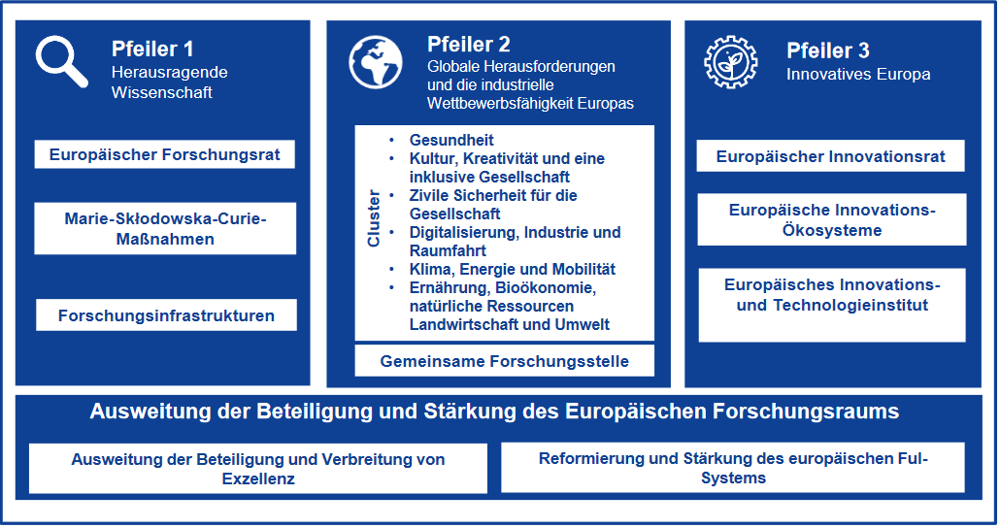 Pfeiler 1
Herausragende
Wissenschaft
Europäischer Forschungsrat
Marie-Skłodowska-Curie-
Maßnahmen
Forschungsinfrastrukturen
Pfeiler 2
Globale Herausforderungen
und die industrielle
Wettbewerbsfähigkeit Europas
Cluster
• Gesundheit
• Kultur, Kreativität und eine
inklusive Gesellschaft
• Zivile Sicherheit für die
Gesellschaft
• Digitalisierung, Industrie und
Raumfahrt
• Klima, Energie und Mobilität
• Ernährung, Bioökonomie,
natürliche Ressourcen
Landwirtschaft und Umwelt
Gemeinsame Forschungsstelle
Pfeiler 3
Innovatives Europa
Europäischer Innovationsrat
Europäische Innovations-
Ökosysteme
Europäisches Innovations-
und Technologieinstitut
Ausweitung der Beteiligung und Stärkung des Europäischen Forschungsraums
Ausweitung der Beteiligung und Verbreitung von
Exzellenz
Reformierung und Stärkung des europäischen FuI-
Systems